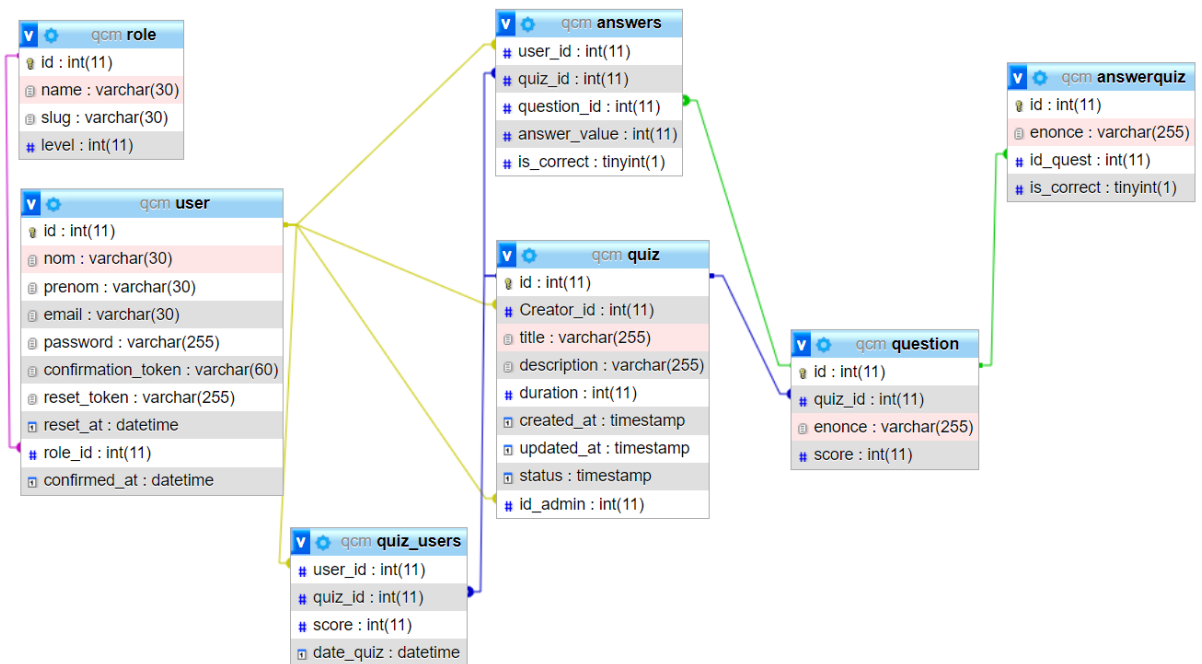 qcm role
id : int(11)
name : varchar(30)
slug : varchar(30)
level : int(11)
qcm user
id : int(11)
nom : varchar(30)
prenom : varchar(30)
email : varchar(30)
password : varchar(255)
confirmation_token : varchar(60)
reset_token : varchar(255)
reset_at : datetime
role_id : int(11)
confirmed_at : datetime
qcm quiz_users
user_id : int(11)
quiz_id : int(11)
score : int(11)
date_quiz : datetime
qcm answers
user_id : int(11)
quiz_id : int(11)
question_id : int(11)
answer_value : int(11)
is_correct : tinyint(1)
qcm quiz
id : int(11)
Creator_id : int(11)
title : varchar(255)
description : varchar(255)
duration : int(11)
created_at : timestamp
updated_at : timestamp
status : timestamp
id_admin : int(11)
qcm question
id : int(11)
quiz_id : int(11)
enonce : varchar(255)
score : int(11)
qcm answerquiz
id : int(11)
enonce : varchar(255)
id_quest : int(11)
is_correct : tinyint(1)